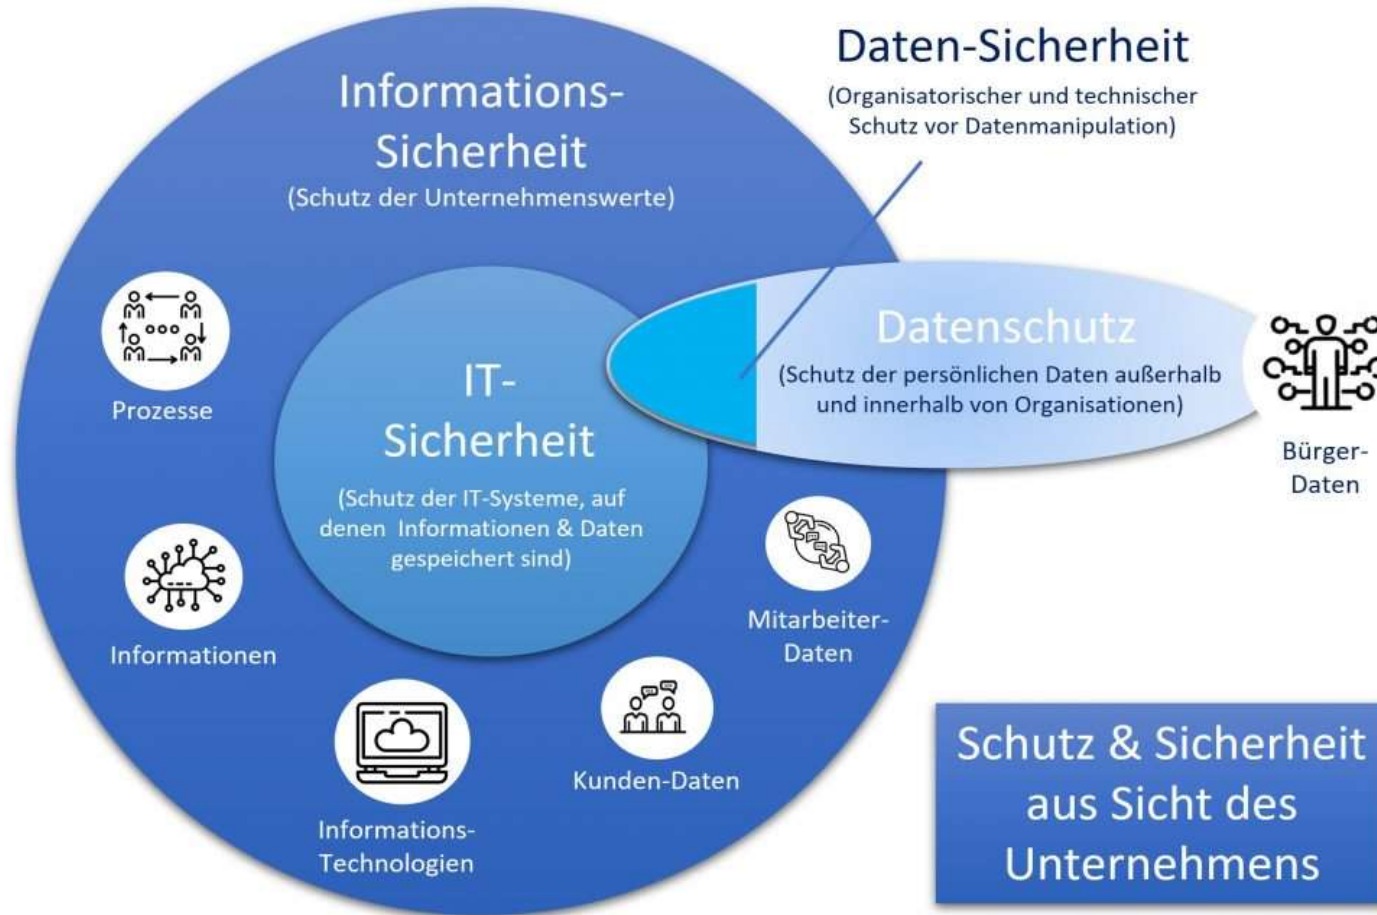 Informations-
Sicherheit
(Schutz der Unternehmenswerte)
Daten-Sicherheit
(Organisatorischer und technischer
Schutz vor Datenmanipulation)
Prozesse
IT-
Sicherheit
(Schutz der IT-Systeme, auf
denen Informationen & Daten
gespeichert sind)
Datenschutz
(Schutz der persönlichen Daten außerhalb
und innerhalb von Organisationen)
Bürger-
Daten
Informationen
Mitarbeiter-
Daten
Kunden-Daten
Informations-
Technologien
Schutz & Sicherheit
aus Sicht des
Unternehmens